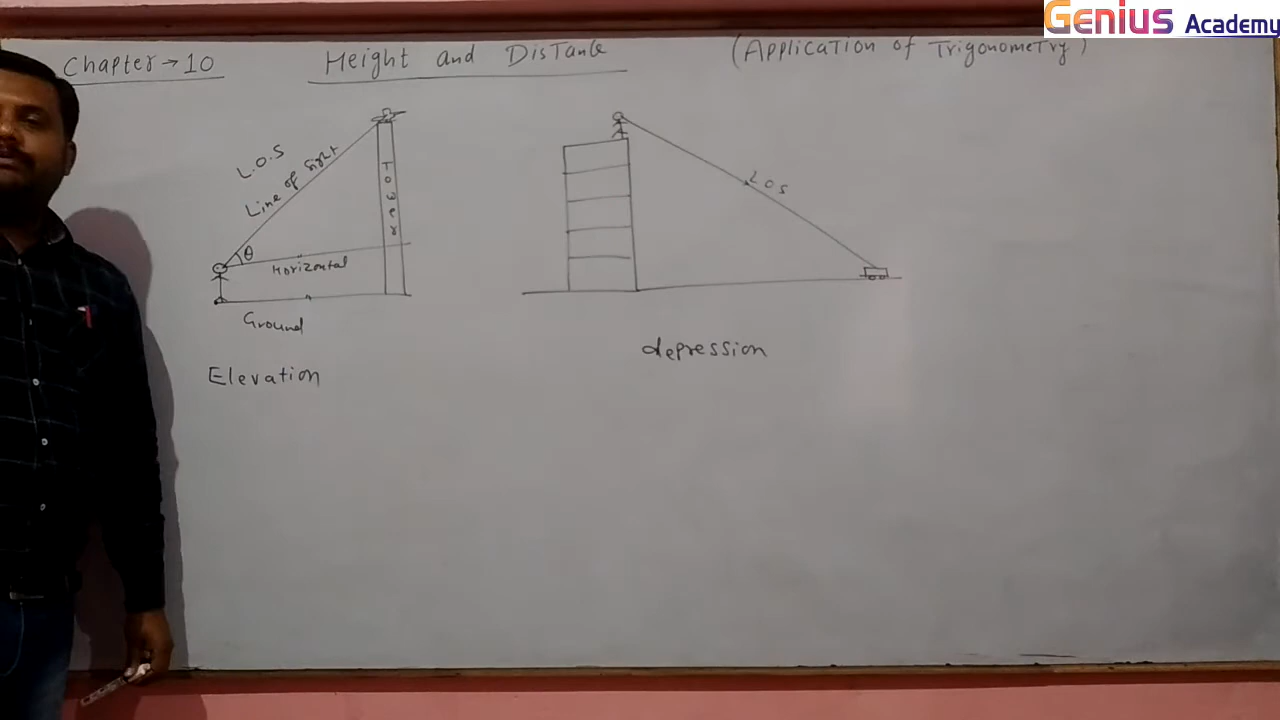 Genius Academy
Chapter → 10
Height and Distance
(Application of Trigonometry)
L.O.S
Line of Sight
Tower
θ
Horizontal
Ground
Elevation
LOS
depression